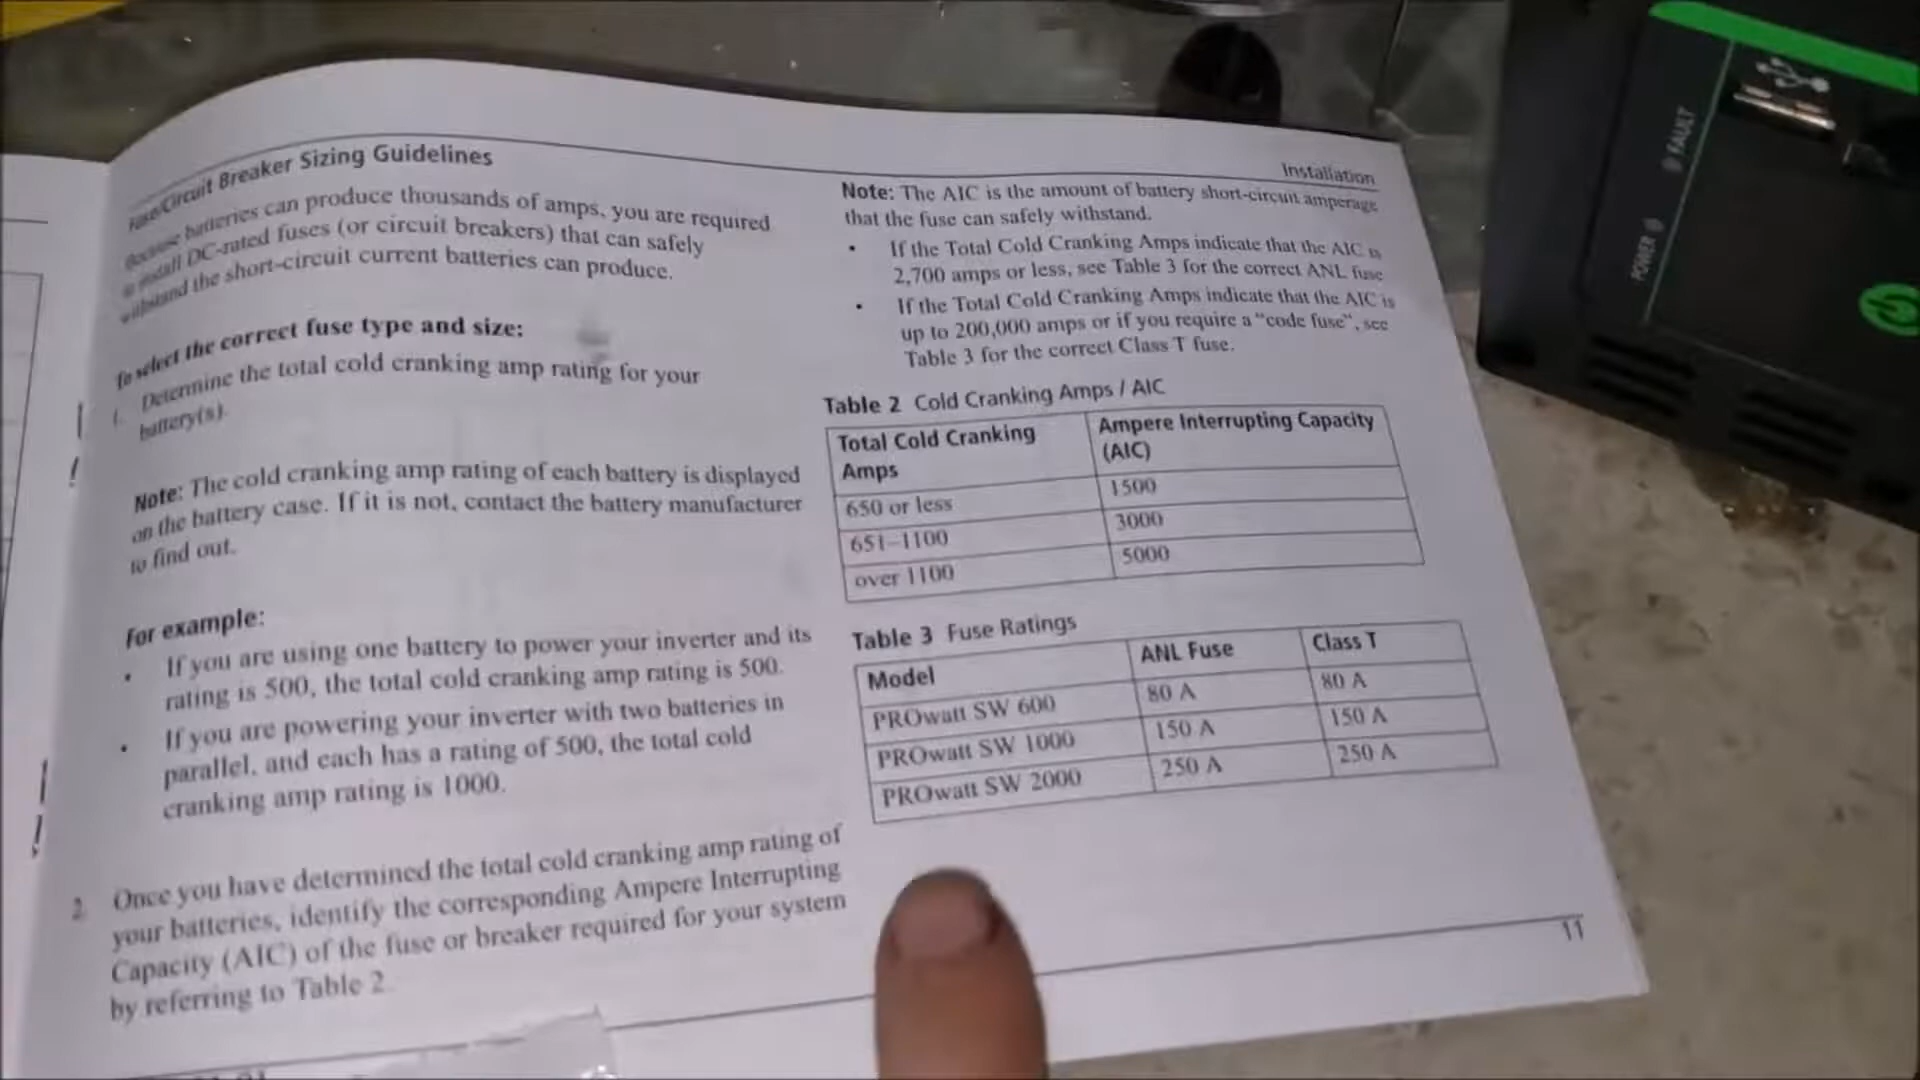 Fuse/Circuit Breaker Sizing Guidelines
Because batteries can produce thousands of amps, you are required
to install DC-rated fuses (or circuit breakers) that can safely
withstand the short-circuit current batteries can produce.
To select the correct fuse type and size:
1. Determine the total cold cranking amp rating for your
battery(s).
Note: The cold cranking amp rating of each battery is displayed
on the battery case. If it is not, contact the battery manufacturer
to find out.
For example:
• If you are using one battery to power your inverter and its
rating is 500, the total cold cranking amp rating is 500.
• If you are powering your inverter with two batteries in
parallel, and each has a rating of 500, the total cold
cranking amp rating is 1000.
2. Once you have determined the total cold cranking amp rating of
your batteries, identify the corresponding Ampere Interrupting
Capacity (AIC) of the fuse or breaker required for your system
by referring to Table 2.
Installation
Note: The AIC is the amount of battery short-circuit amperage
that the fuse can safely withstand.
• If the Total Cold Cranking Amps indicate that the AIC is
2,700 amps or less, see Table 3 for the correct ANL fuse
• If the Total Cold Cranking Amps indicate that the AIC is
up to 200,000 amps or if you require a "code fuse", see
Table 3 for the correct Class T fuse.
Table 2 Cold Cranking Amps / AIC
Total Cold Cranking Amps Ampere Interrupting Capacity (AIC)
650 or less 1500
651–1100 3000
over 1100 5000
Table 3 Fuse Ratings
Model ANL Fuse Class T
PROwatt SW 600 80 A 80 A
PROwatt SW 1000 150 A 150 A
PROwatt SW 2000 250 A 250 A
11
FAULT
POWER